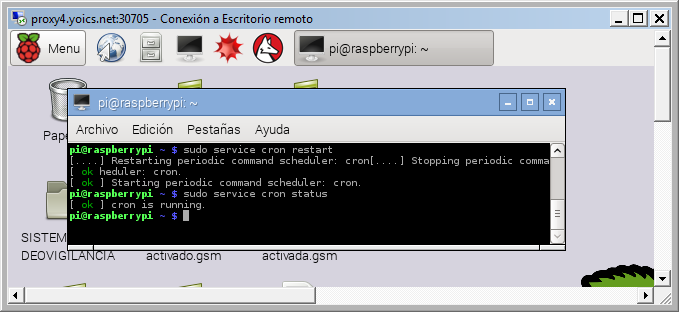 proxy4.yoics.net:30705 - Conexión a Escritorio remoto
Menu
pi@raspberrypi: ~
pi@raspberrypi: ~
Archivo Edición Pestañas Ayuda
pi@raspberrypi ~ $ sudo service cron restart
[....] Restarting periodic command scheduler: cron[....] Stopping periodic comma
[ ok heduler: cron.
[ ok ] Starting periodic command scheduler: cron.
pi@raspberrypi ~ $ sudo service cron status
[ ok ] cron is running.
pi@raspberrypi ~ $
Pape
SISTEM
DEOVIGILANCIA activado.gsm activada.gsm